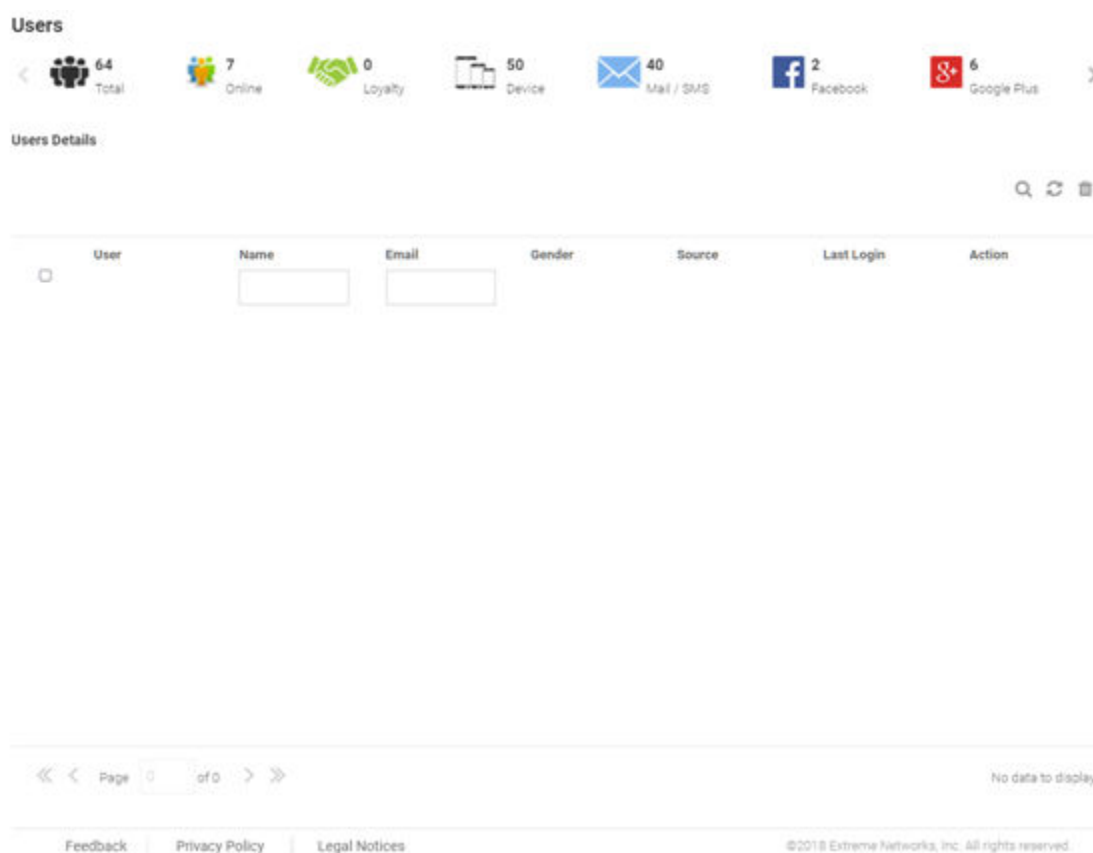 Users
64 7 0 50 40 2 6
Total Online Loyalty Device Mail / SMS Facebook Google Plus
Users Details
User Name Email Gender Source Last Login Action
Page 0 of 0 No data to display
Feedback Privacy Policy Legal Notices ©2018 Extreme Networks, Inc. All rights reserved.